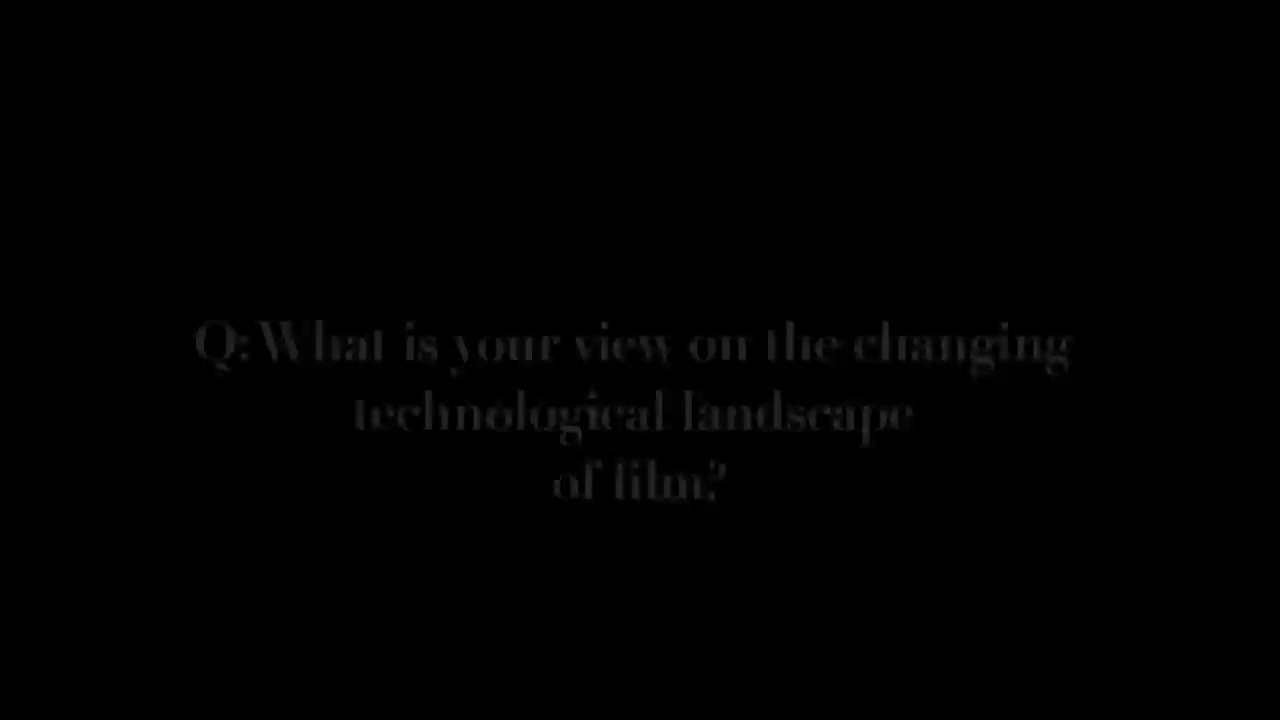 Q: What is your view on the changing
technological landscape
of film?